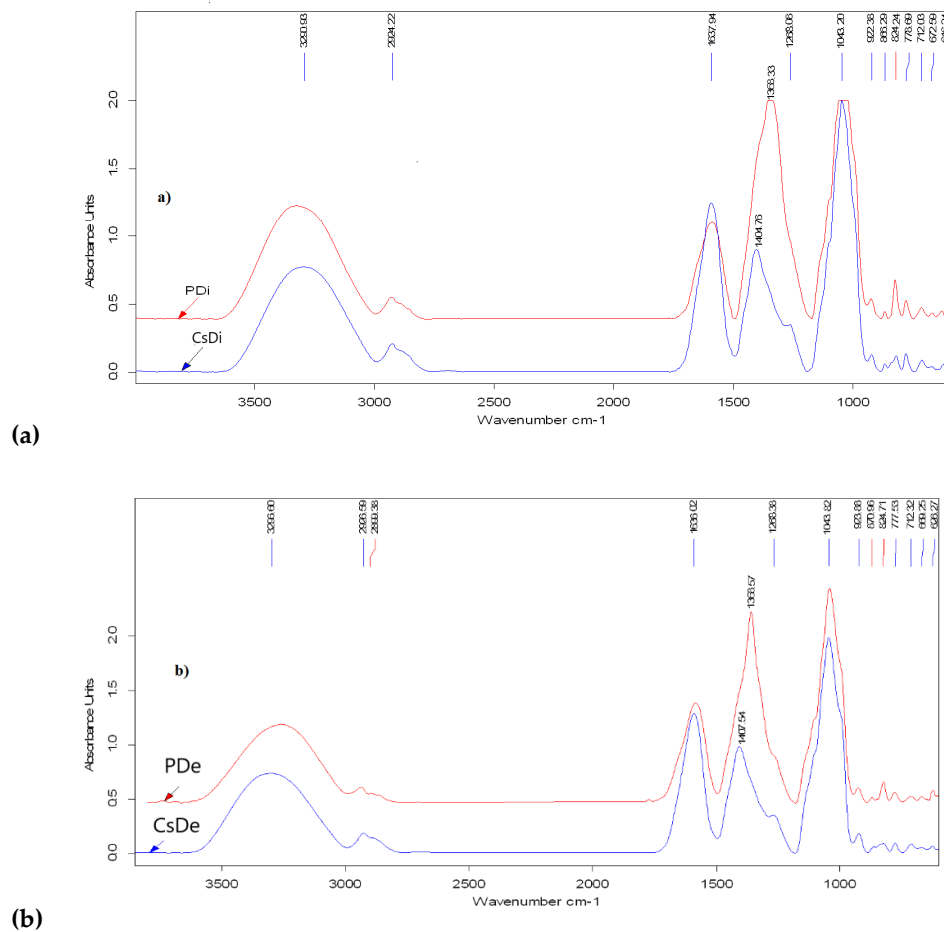 3290.93
2924.22
1637.94
1268.06
1043.20
922.38
865.29
824.24
778.69
712.03
672.59
1368.33
1404.76
2.0
1.5
1.0
0.5
0.0
Absorbance Units
a)
PDi
CsDi
3500 3000 2500 2000 1500 1000
Wavenumber cm-1
(a)
3296.60
2926.59
2899.38
1636.02
1268.38
1043.82
923.88
870.96
824.71
777.53
712.32
669.25
626.27
1407.54
2.0
1.5
1.0
0.5
0.0
Absorbance Units
b)
PDe
CsDe
3500 3000 2500 2000 1500 1000
Wavenumber cm-1
(b)